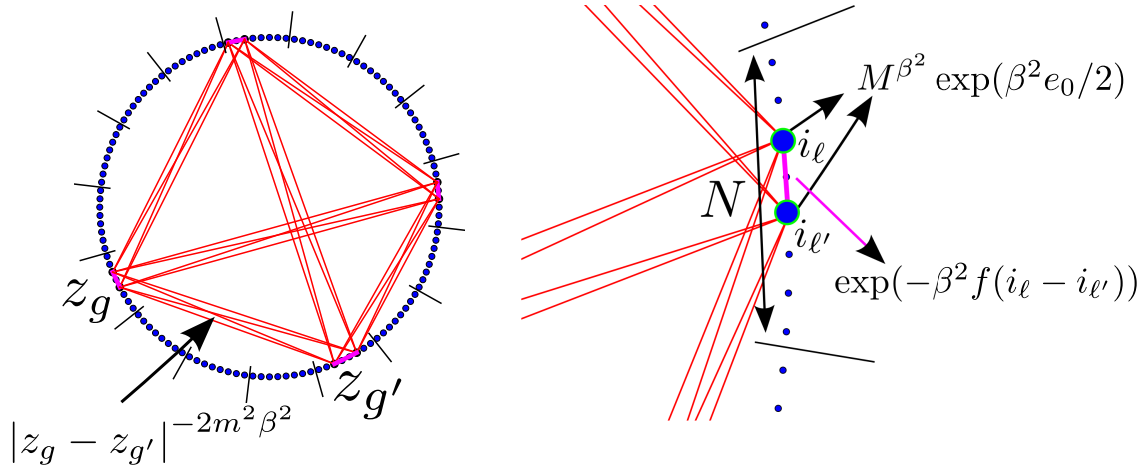 z_g
z_{g'}
|z_g − z_{g'}|^{−2m^2β^2}
M^{β^2} exp(β^2 e_0/2)
i_ℓ
N
i_{ℓ'}
exp(−β^2 f(i_ℓ − i_{ℓ'}))